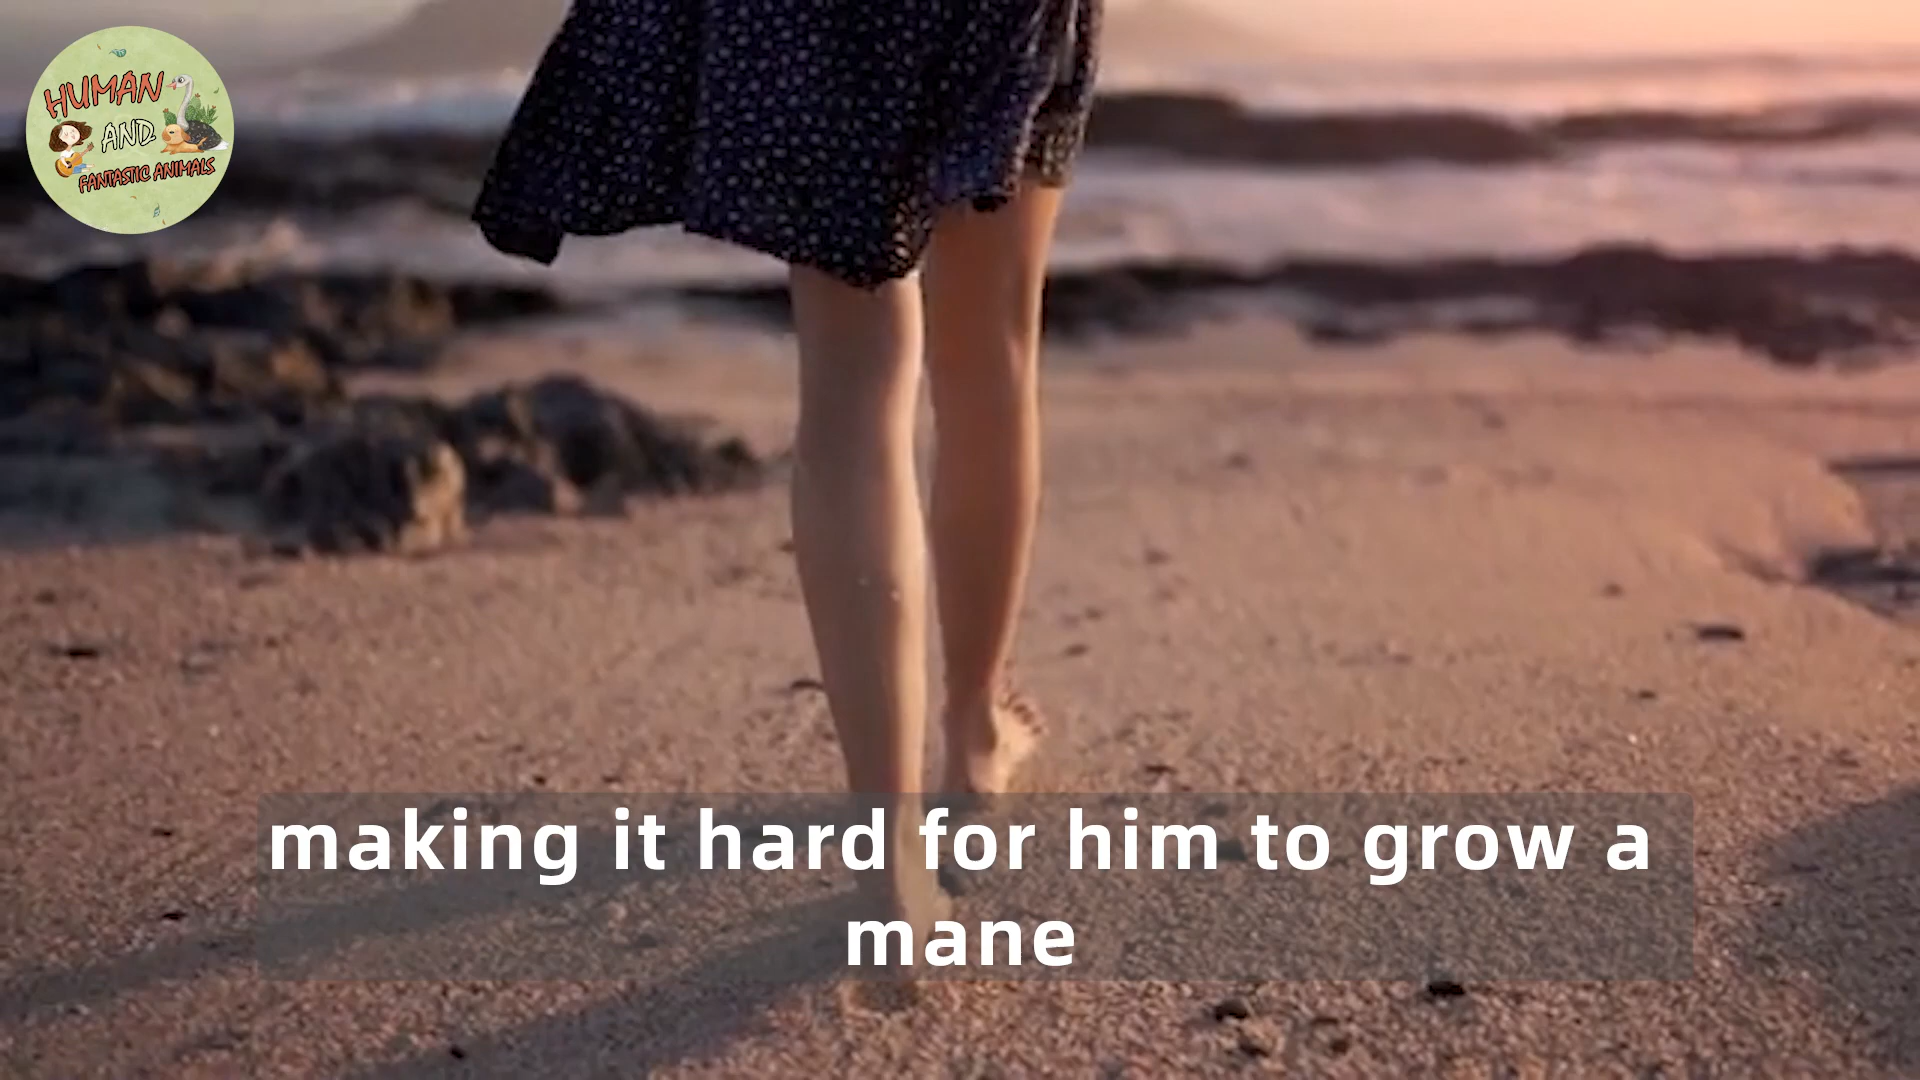 HUMAN
AND
FANTASTIC ANIMALS
making it hard for him to grow a
mane